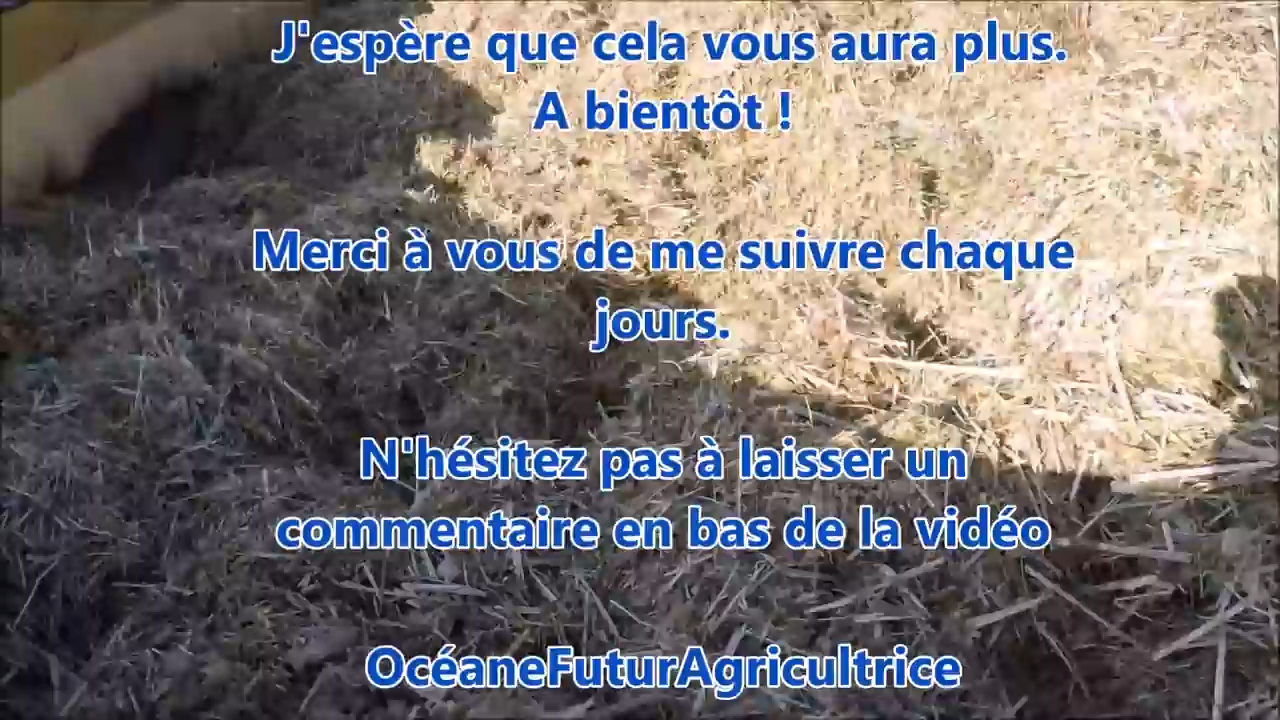 J'espère que cela vous aura plus.
A bientôt !
Merci à vous de me suivre chaque
jours.
N'hésitez pas à laisser un
commentaire en bas de la vidéo
OcéaneFuturAgricultrice